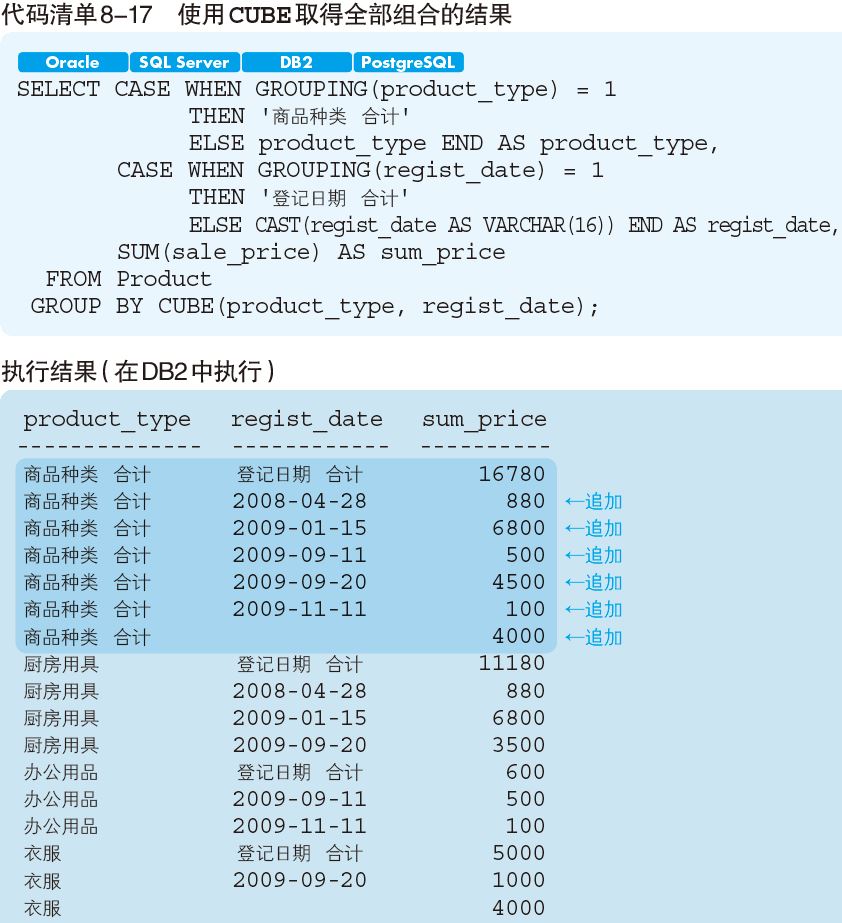 代码清单8-17 使用CUBE取得全部组合的结果
Oracle SQL Server DB2 PostgreSQL
SELECT CASE WHEN GROUPING(product_type) = 1
THEN '商品种类 合计'
ELSE product_type END AS product_type,
CASE WHEN GROUPING(regist_date) = 1
THEN '登记日期 合计'
ELSE CAST(regist_date AS VARCHAR(16)) END AS regist_date,
SUM(sale_price) AS sum_price
FROM Product
GROUP BY CUBE(product_type, regist_date);
执行结果(在DB2中执行)
product_type regist_date sum_price
-------------- ------------ ----------
商品种类 合计 登记日期 合计 16780
商品种类 合计 2008-04-28 880 ←追加
商品种类 合计 2009-01-15 6800 ←追加
商品种类 合计 2009-09-11 500 ←追加
商品种类 合计 2009-09-20 4500 ←追加
商品种类 合计 2009-11-11 100 ←追加
商品种类 合计 4000 ←追加
厨房用具 登记日期 合计 11180
厨房用具 2008-04-28 880
厨房用具 2009-01-15 6800
厨房用具 2009-09-20 3500
办公用品 登记日期 合计 600
办公用品 2009-09-11 500
办公用品 2009-11-11 100
衣服 登记日期 合计 5000
衣服 2009-09-20 1000
衣服 4000